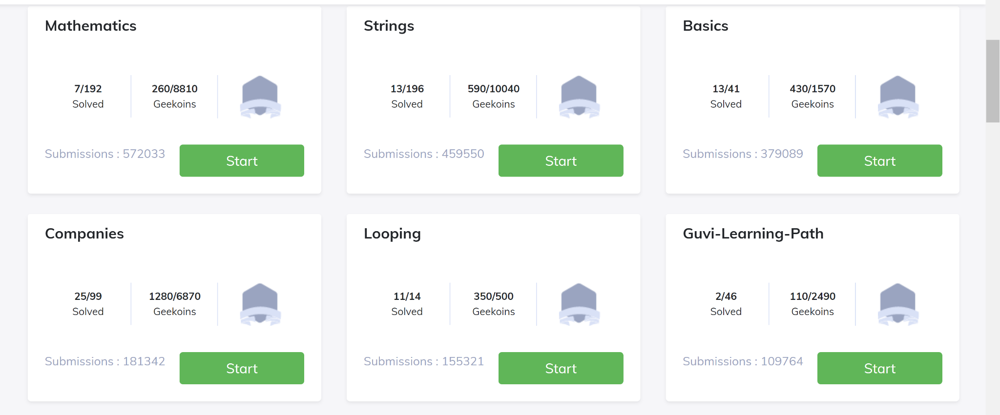 Mathematics
7/192
Solved
260/8810
Geekoins
Submissions : 572033
Start
Strings
13/196
Solved
590/10040
Geekoins
Submissions : 459550
Start
Basics
13/41
Solved
430/1570
Geekoins
Submissions : 379089
Start
Companies
25/99
Solved
1280/6870
Geekoins
Submissions : 181342
Start
Looping
11/14
Solved
350/500
Geekoins
Submissions : 155321
Start
Guvi-Learning-Path
2/46
Solved
110/2490
Geekoins
Submissions : 109764
Start